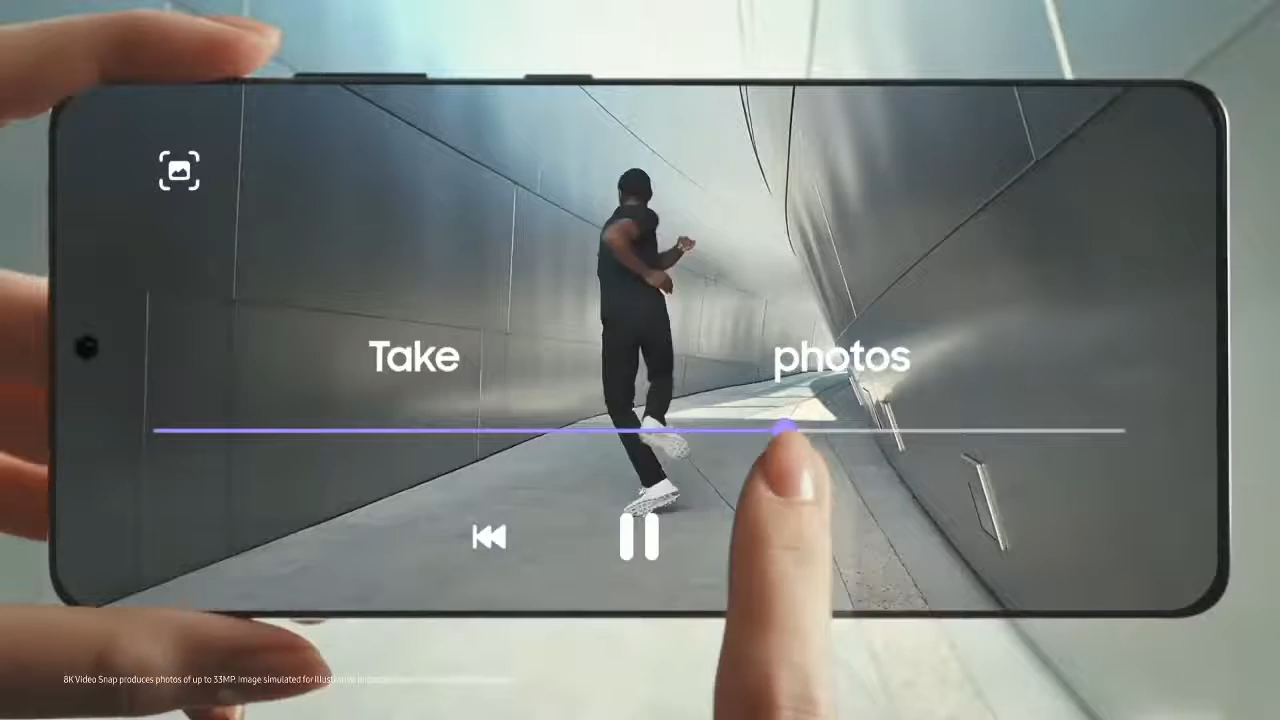 Take photos
8K Video Snap produces photos of up to 33MP. Image simulated for illustrative